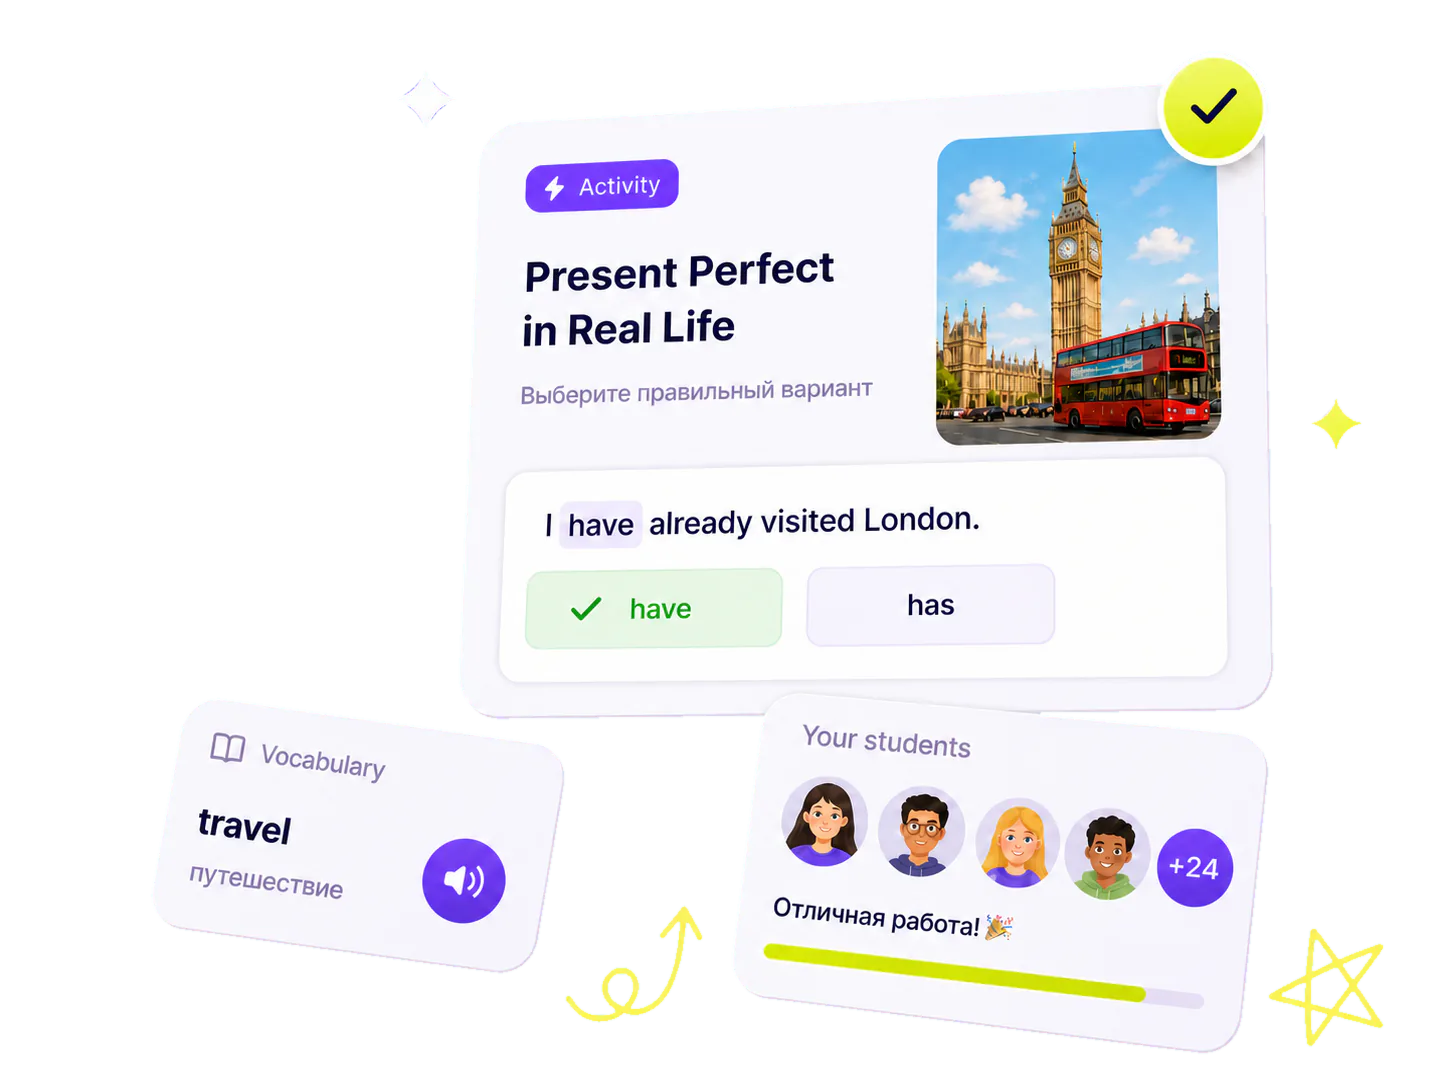 Activity
Present Perfect
in Real Life
Выберите правильный вариант
I have already visited London.
have
has
Vocabulary
travel
путешествие
Your students
+24
Отличная работа!🎉